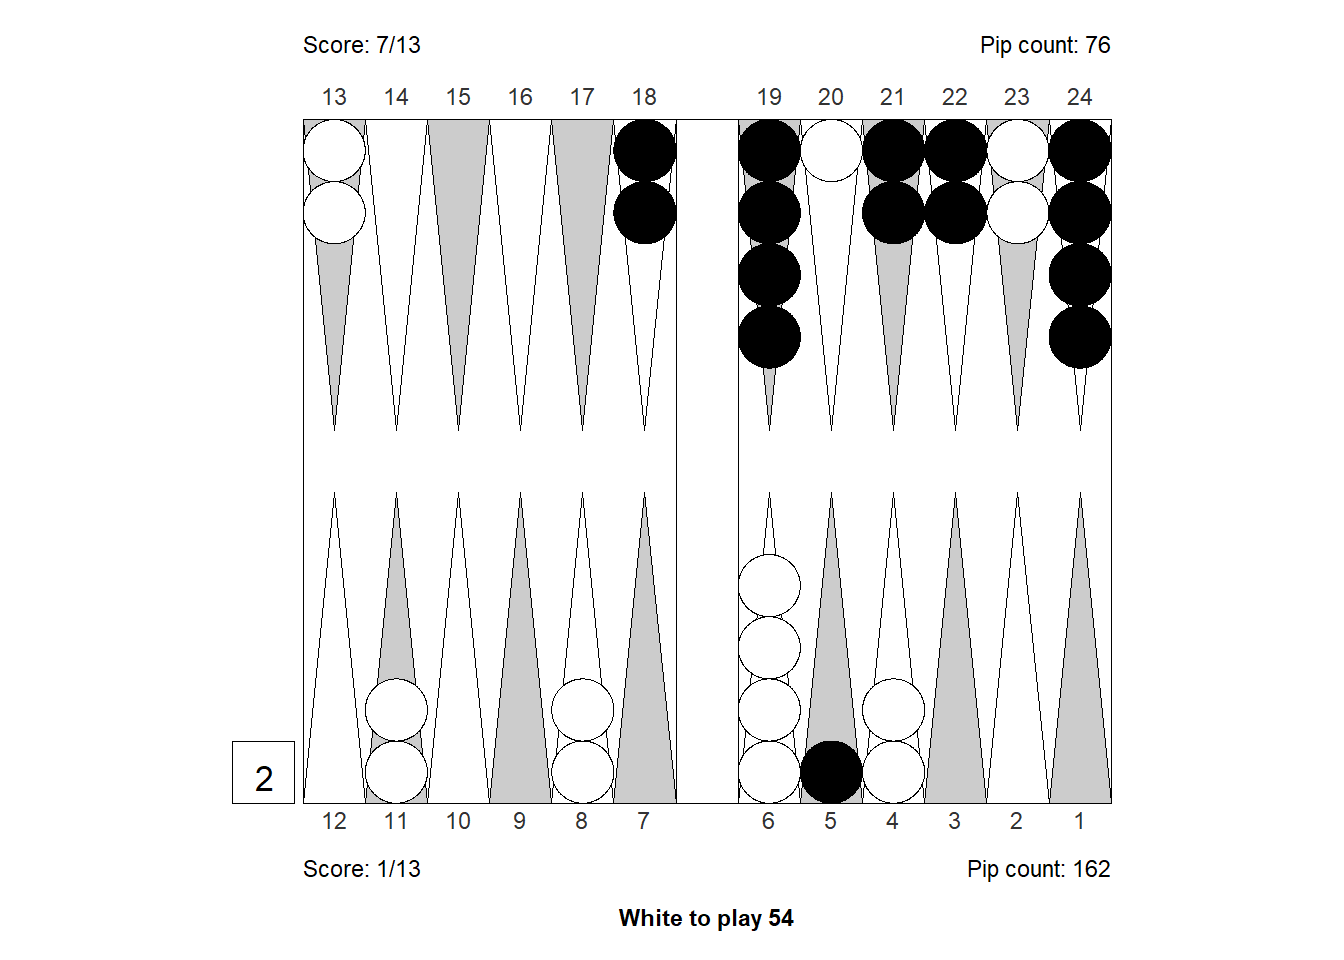 Score: 7/13 Pip count: 76
13 14 15 16 17 18 19 20 21 22 23 24
2
12 11 10 9 8 7 6 5 4 3 2 1
Score: 1/13 Pip count: 162
White to play 54